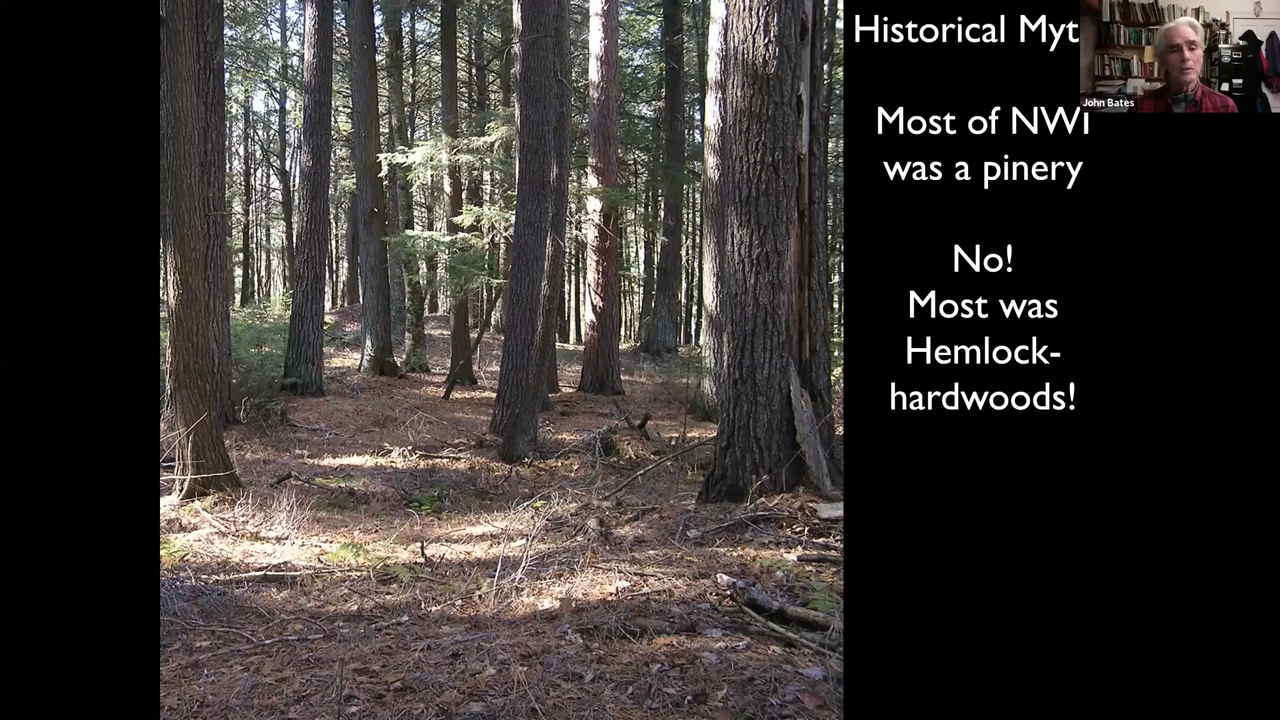 Historical Myt
John Bates
Most of NWI
was a pinery
No!
Most was
Hemlock-
hardwoods!